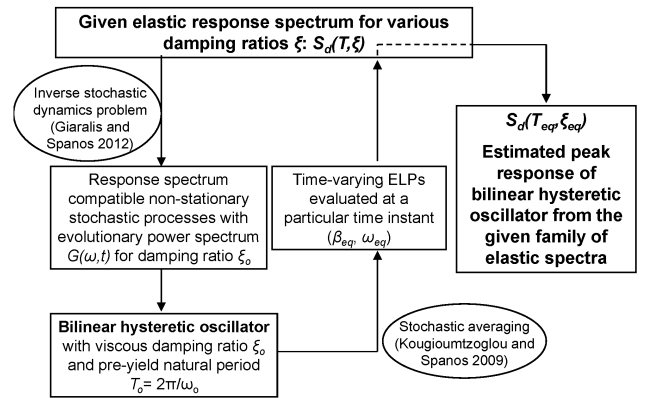 Given elastic response spectrum for various
damping ratios ξ: Sd(T,ξ)
Inverse stochastic
dynamics problem
(Giaralis and
Spanos 2012)
Response spectrum
compatible non-stationary
stochastic processes with
evolutionary power spectrum
G(ω,t) for damping ratio ξo
Bilinear hysteretic oscillator
with viscous damping ratio ξo
and pre-yield natural period
To= 2π/ωo
Time-varying ELPs
evaluated at a
particular time instant
(βeq, ωeq)
Stochastic averaging
(Kougioumtzoglou and
Spanos 2009)
Sd(Teq,ξeq)
Estimated peak
response of
bilinear hysteretic
oscillator from the
given family of
elastic spectra